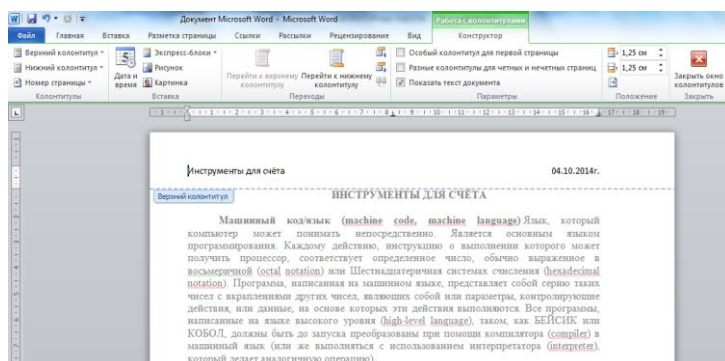 Документ Microsoft Word - Microsoft Word
Работа с колонтитулами
Файл Главная Вставка Разметка страницы Ссылки Рассылки Рецензирование Вид Конструктор
Верхний колонтитул
Нижний колонтитул
Номер страницы
Колонтитулы
Дата и время
Экспресс-блоки
Рисунок
Картинка
Вставка
Перейти к верхнему колонтитулу
Перейти к нижнему колонтитулу
Переходы
Особый колонтитул для первой страницы
Разные колонтитулы для четных и нечетных страниц
Показать текст документа
Параметры
1,25 см
1,25 см
Положение
Закрыть окно колонтитулов
Закрыть
Инструменты для счёта 04.10.2014г.
Верхний колонтитул
ИНСТРУМЕНТЫ ДЛЯ СЧЁТА
Машинный код/язык (machine code, machine language) Язык, который
компьютер может понимать непосредственно. Является основным языком
программирования. Каждому действию, инструкцию о выполнении которого может
получить процессор, соответствует определенное число, обычно выраженное в
восьмеричной (octal notation) или Шестнадцатеричная системах счисления (hexadecimal
notation). Программа, написанная на машинном языке, представляет собой серию таких
чисел с вкраплениями других чисел, являющих собой или параметры, контролирующие
действия, или данные, на основе которых эти действия выполняются. Все программы,
написанные на языке высокого уровня (high-level language), таком, как БЕЙСИК или
КОБОЛ, должны быть до запуска преобразованы при помощи компилятора (compiler) в
машинный язык (или же выполняться с использованием интерпретатора (interpreter),
который делает аналогичную операцию)